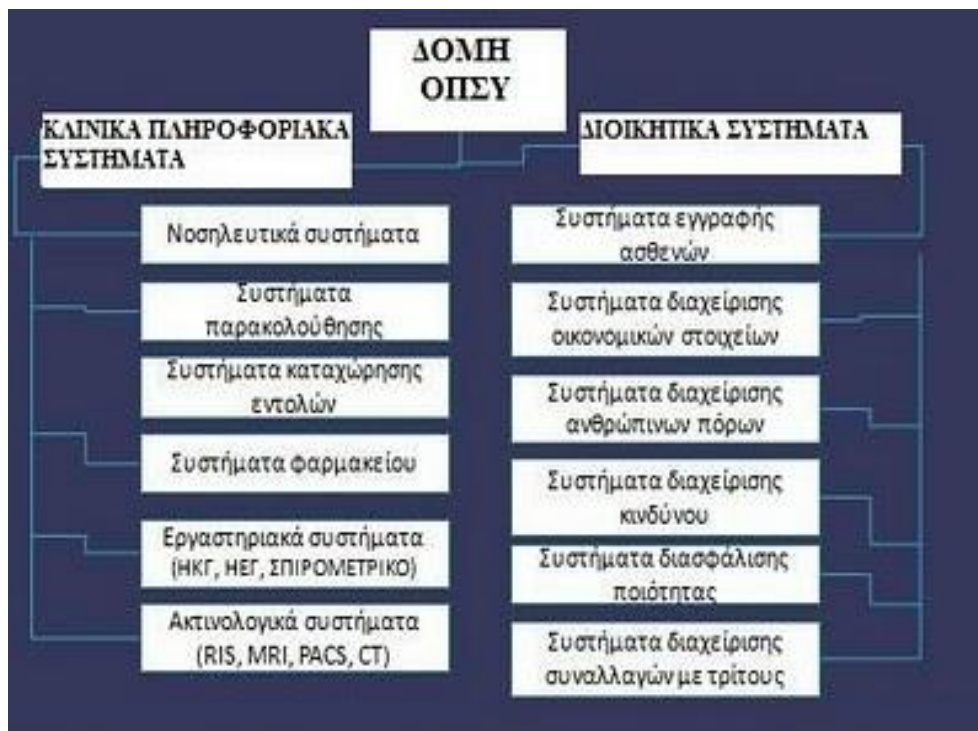 ΔΟΜΗ
ΟΠΣΥ
ΚΛΙΝΙΚΑ ΠΛΗΡΟΦΟΡΙΑΚΑ
ΣΥΣΤΗΜΑΤΑ
Νοσηλευτικά συστήματα
Συστήματα
παρακολούθησης
Συστήματα καταχώρησης
εντολών
Συστήματα φαρμακείου
Εργαστηριακά συστήματα
(ΗΚΓ, ΗΕΓ, ΣΠΙΡΟΜΕΤΡΙΚΟ)
Ακτινολογικά συστήματα
(RIS, MRI, PACS, CT)
ΔΙΟΙΚΗΤΙΚΑ ΣΥΣΤΗΜΑΤΑ
Συστήματα εγγραφής
ασθενών
Συστήματα διαχείρισης
οικονομικών στοιχείων
Συστήματα διαχείρισης
ανθρώπινων πόρων
Συστήματα διαχείρισης
κινδύνου
Συστήματα διασφάλισης
ποιότητας
Συστήματα διαχείρισης
συναλλαγών με τρίτους